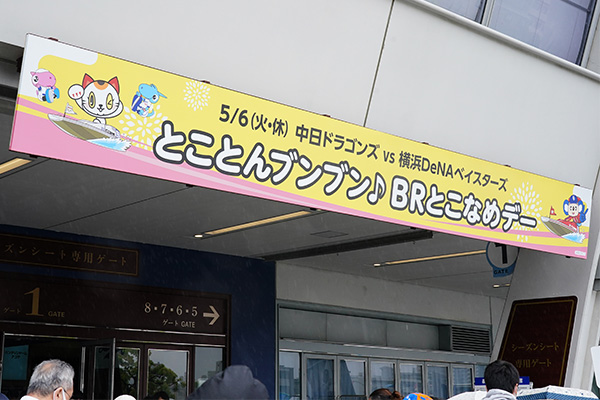 5/6(火・休) 中日ドラゴンズ vs 横浜DeNAベイスターズ
とことんブンブン♪BRとこなめデー
シーズンシート専用ゲート
1
GATE
8・7・6・5
ゲート GATE
1
シーズンシート
専用ゲート